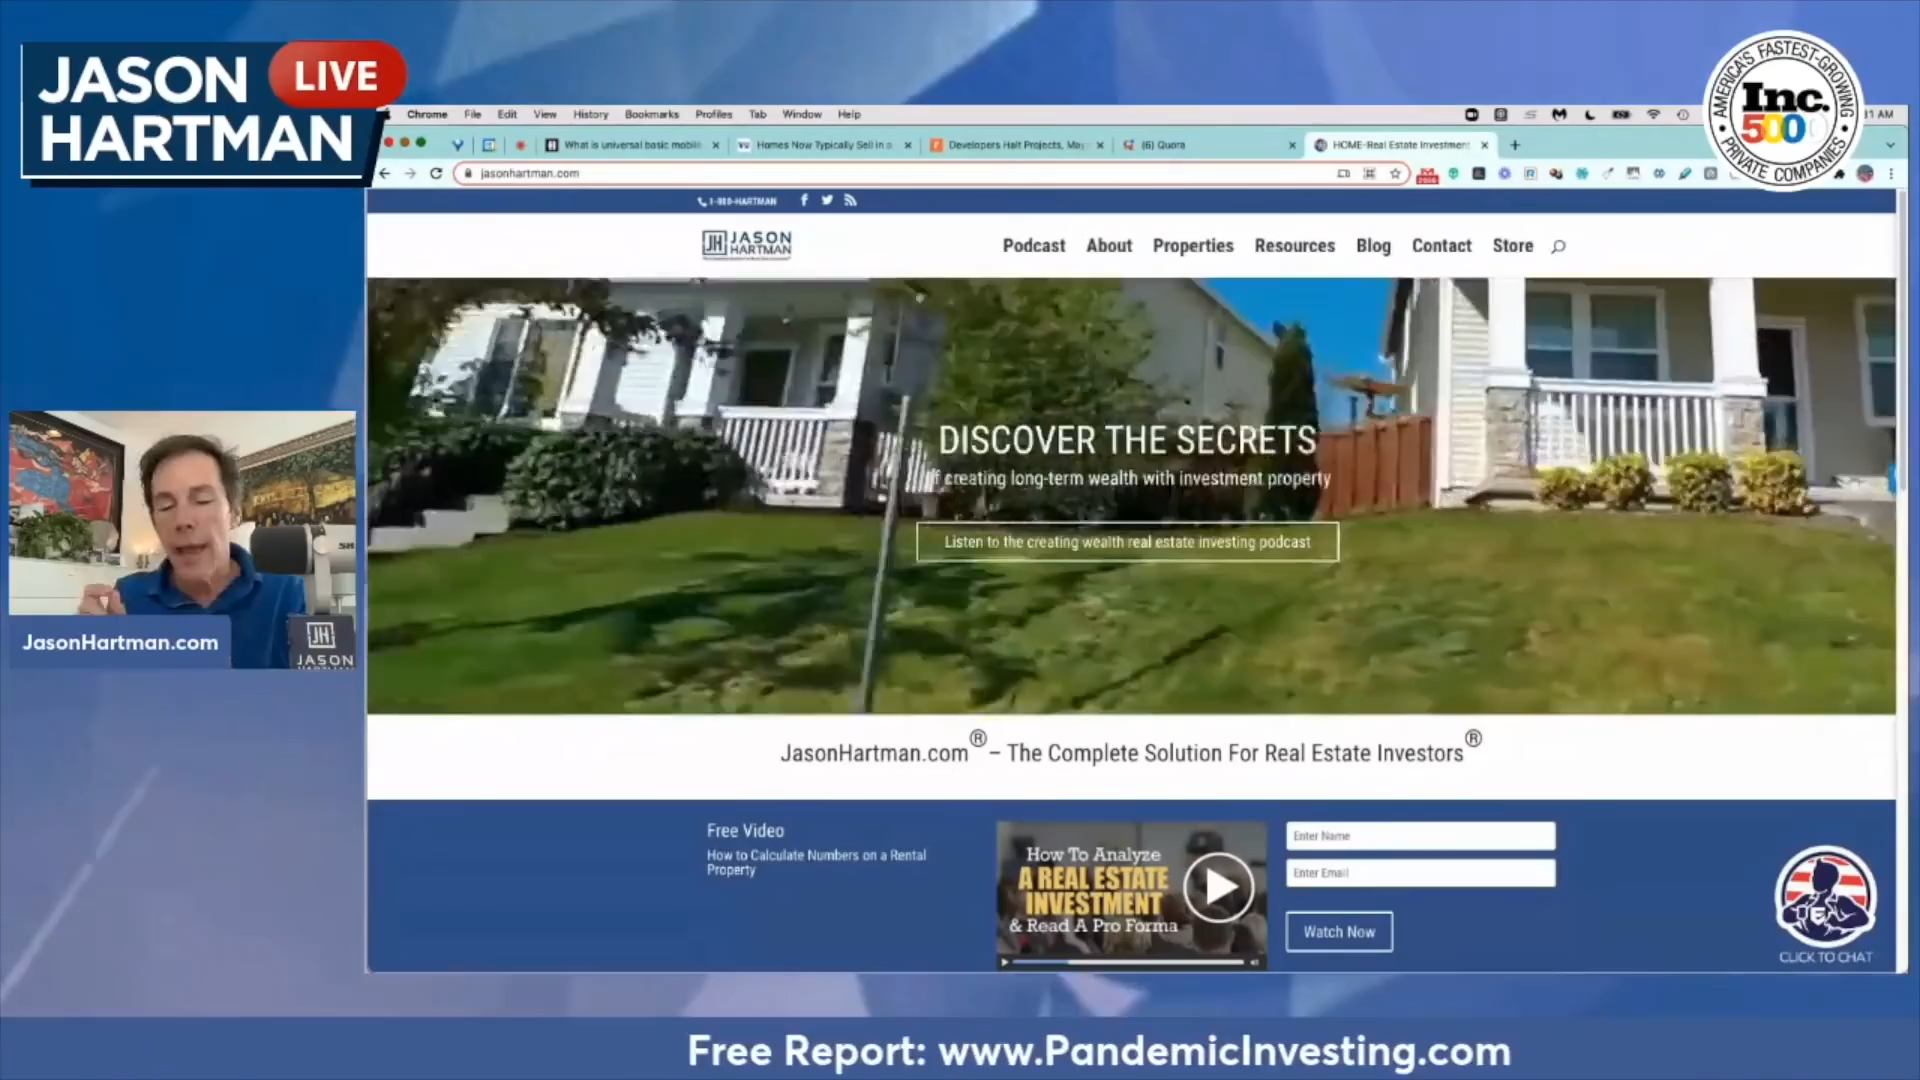 JASON
HARTMAN
LIVE
AMERICA'S FASTEST-GROWING
Inc.
500
PRIVATE COMPANIES
Chrome File Edit View History Bookmarks Profiles Tab Window Help
What is universal basic mobili
Homes Now Typically Sell in a
Developers Halt Projects, May
(6) Quora
HOME-Real Estate Investment
jasonhartman.com
1-800-HARTMAN
JH JASON
HARTMAN
Podcast About Properties Resources Blog Contact Store
DISCOVER THE SECRETS
f creating long-term wealth with investment property
Listen to the creating wealth real estate investing podcast
JasonHartman.com
JH
JASON
JasonHartman.com® – The Complete Solution For Real Estate Investors®
Free Video
How to Calculate Numbers on a Rental
Property
How To Analyze
A REAL ESTATE
INVESTMENT
& Read A Pro Forma
Enter Name
Enter Email
Watch Now
CLICK TO CHAT
Free Report: www.PandemicInvesting.com